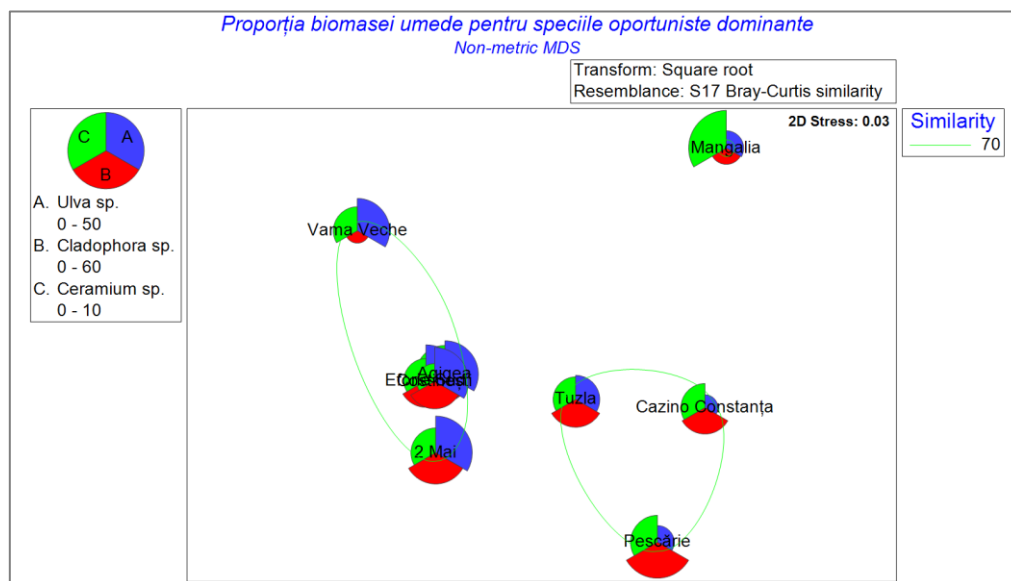 Proporția biomasei umede pentru speciile oportuniste dominante
Non-metric MDS
Transform: Square root
Resemblance: S17 Bray-Curtis similarity
2D Stress: 0.03
Similarity
70
C
A
B
A. Ulva sp.
0 - 50
B. Cladophora sp.
0 - 60
C. Ceramium sp.
0 - 10
Mangalia
Vama Veche
Tuzla
Cazino Constanța
2 Mai
Pescărie